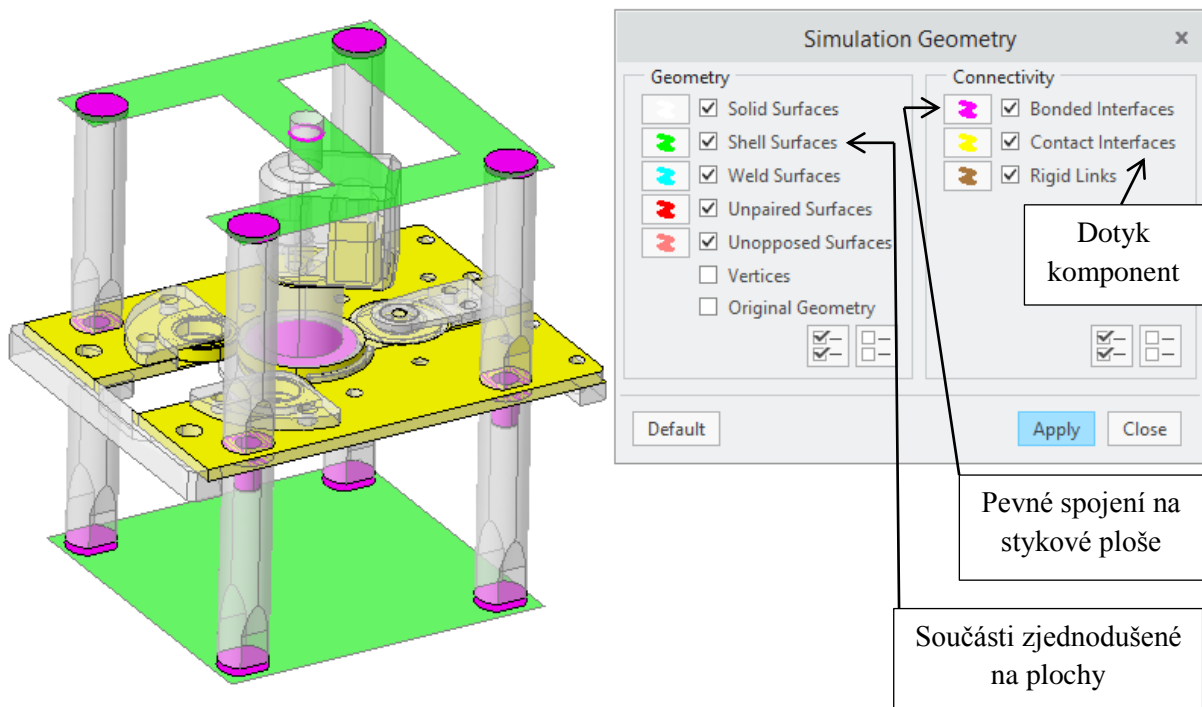 Simulation Geometry
x
Geometry
Solid Surfaces
Shell Surfaces
Weld Surfaces
Unpaired Surfaces
Unopposed Surfaces
Vertices
Original Geometry
Connectivity
Bonded Interfaces
Contact Interfaces
Rigid Links
Default
Apply
Close
Dotyk
komponent
Pevné spojení na
stykové ploše
Součásti zjednodušené
na plochy